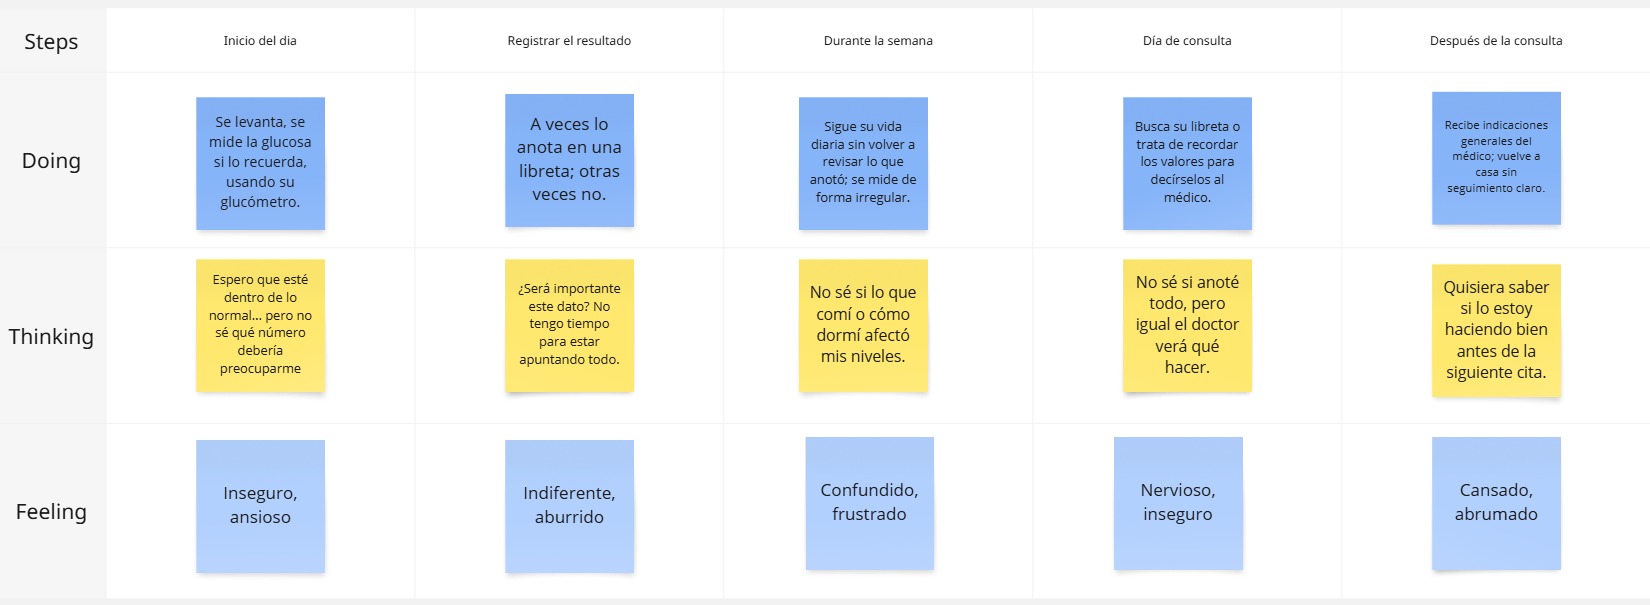 Steps
Inicio del dia
Registrar el resultado
Durante la semana
Día de consulta
Después de la consulta
Doing
Se levanta, se
mide la glucosa
si lo recuerda,
usando su
glucómetro.
A veces lo
anota en una
libreta; otras
veces no.
Sigue su vida
diaria sin volver a
revisar lo que
anotó; se mide de
forma irregular.
Busca su libreta o
trata de recordar
los valores para
decírselos al
médico.
Recibe indicaciones
generales del
médico; vuelve a
casa sin
seguimiento claro.
Thinking
Espero que esté
dentro de lo
normal... pero no
sé qué número
debería
preocuparme
¿Será importante
este dato? No
tengo tiempo
para estar
apuntando todo.
No sé si lo que
comí o cómo
dormí afectó
mis niveles.
No sé si anoté
todo, pero
igual el doctor
verá qué
hacer.
Quisiera saber
si lo estoy
haciendo bien
antes de la
siguiente cita.
Feeling
Inseguro,
ansioso
Indiferente,
aburrido
Confundido,
frustrado
Nervioso,
inseguro
Cansado,
abrumado